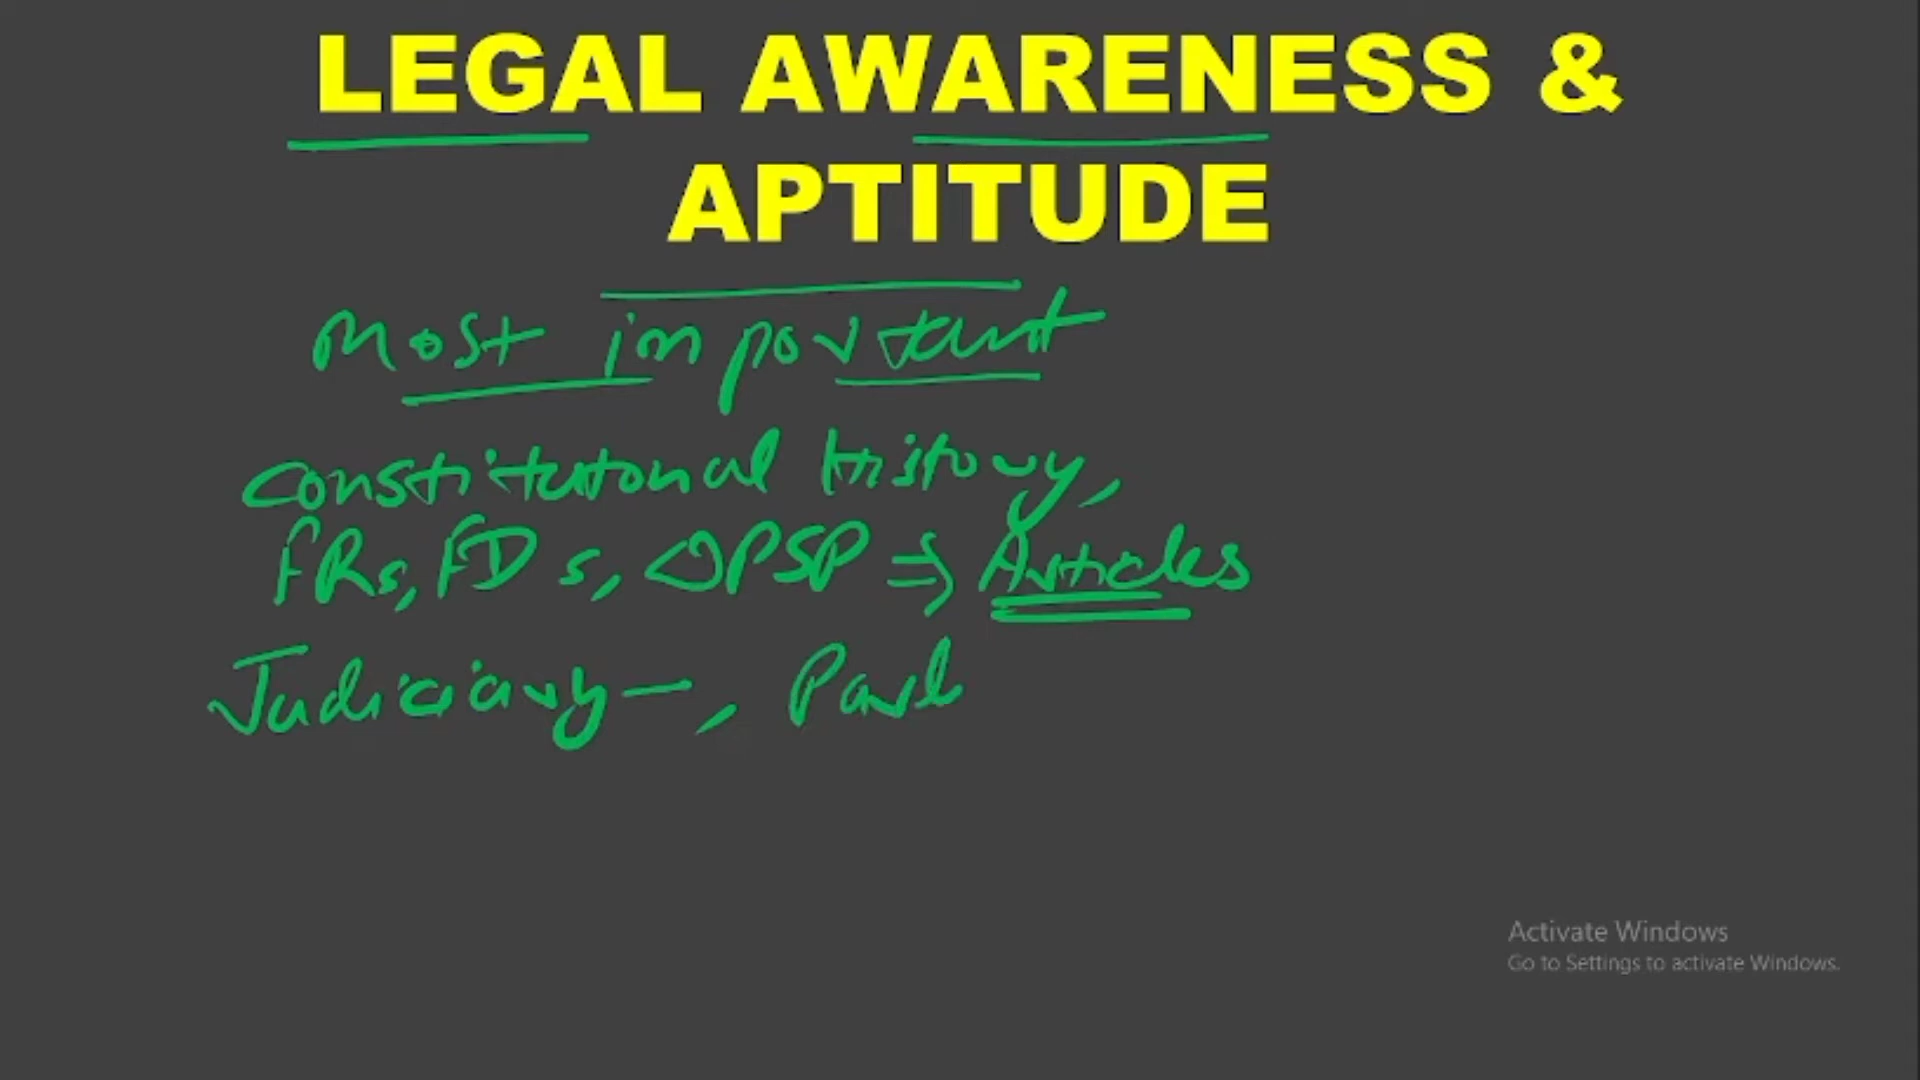 LEGAL AWARENESS &
APTITUDE
Most important
Constitutonal History,
FRs, FDs, DPSP ⇒ Articles
Judiciary —, Parl
Activate Windows
Go to Settings to activate Windows.